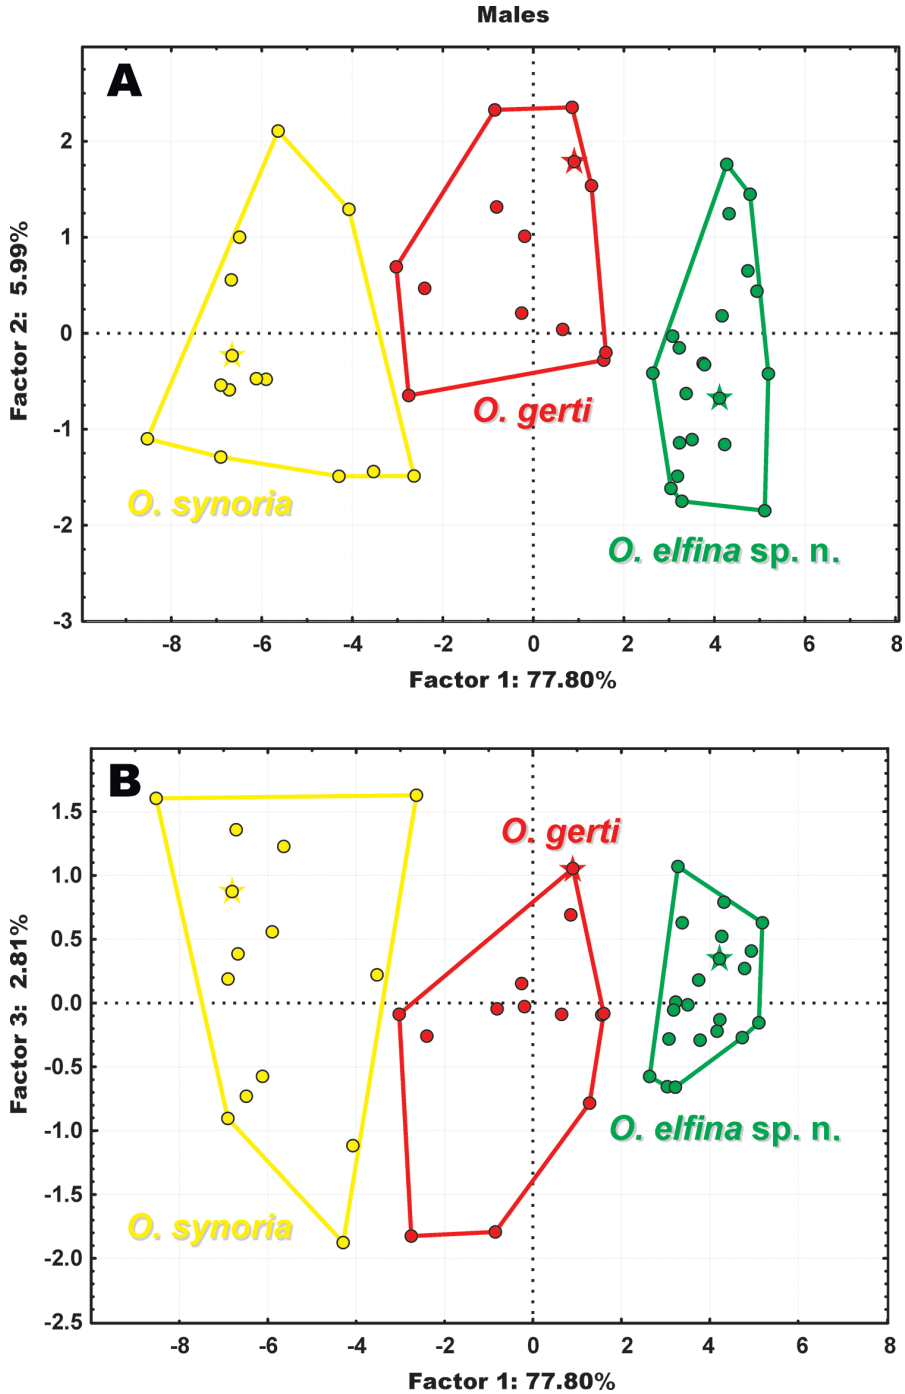 Males
A
2
1
0
-1
-2
-3
Factor 2: 5.99%
O. synoria
O. gerti
O. elfina sp. n.
-8 -6 -4 -2 0 2 4 6 8
Factor 1: 77.80%
B
1.5
1.0
0.5
0.0
-0.5
-1.0
-1.5
-2.0
-2.5
Factor 3: 2.81%
O. gerti
O. elfina sp. n.
O. synoria
-8 -6 -4 -2 0 2 4 6 8
Factor 1: 77.80%